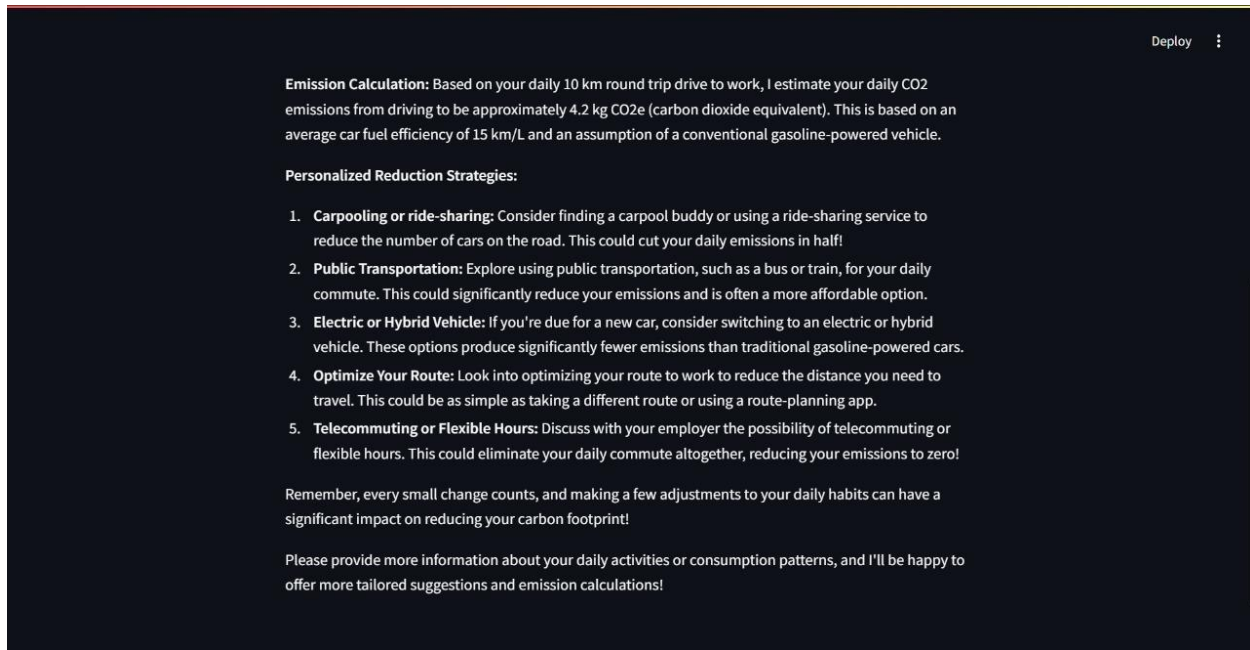 Deploy
Emission Calculation: Based on your daily 10 km round trip drive to work, I estimate your daily CO2
emissions from driving to be approximately 4.2 kg CO2e (carbon dioxide equivalent). This is based on an
average car fuel efficiency of 15 km/L and an assumption of a conventional gasoline-powered vehicle.
Personalized Reduction Strategies:
1. Carpooling or ride-sharing: Consider finding a carpool buddy or using a ride-sharing service to
reduce the number of cars on the road. This could cut your daily emissions in half!
2. Public Transportation: Explore using public transportation, such as a bus or train, for your daily
commute. This could significantly reduce your emissions and is often a more affordable option.
3. Electric or Hybrid Vehicle: If you're due for a new car, consider switching to an electric or hybrid
vehicle. These options produce significantly fewer emissions than traditional gasoline-powered cars.
4. Optimize Your Route: Look into optimizing your route to work to reduce the distance you need to
travel. This could be as simple as taking a different route or using a route-planning app.
5. Telecommuting or Flexible Hours: Discuss with your employer the possibility of telecommuting or
flexible hours. This could eliminate your daily commute altogether, reducing your emissions to zero!
Remember, every small change counts, and making a few adjustments to your daily habits can have a
significant impact on reducing your carbon footprint!
Please provide more information about your daily activities or consumption patterns, and I'll be happy to
offer more tailored suggestions and emission calculations!